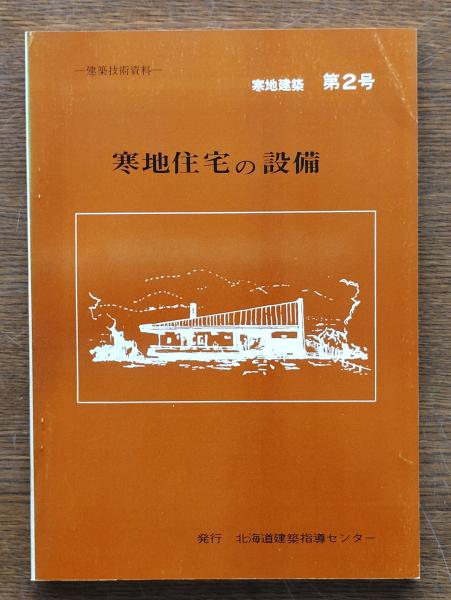 ―建築技術資料―
寒地建築 第2号
寒地住宅の設備
発行 北海道建築指導センター